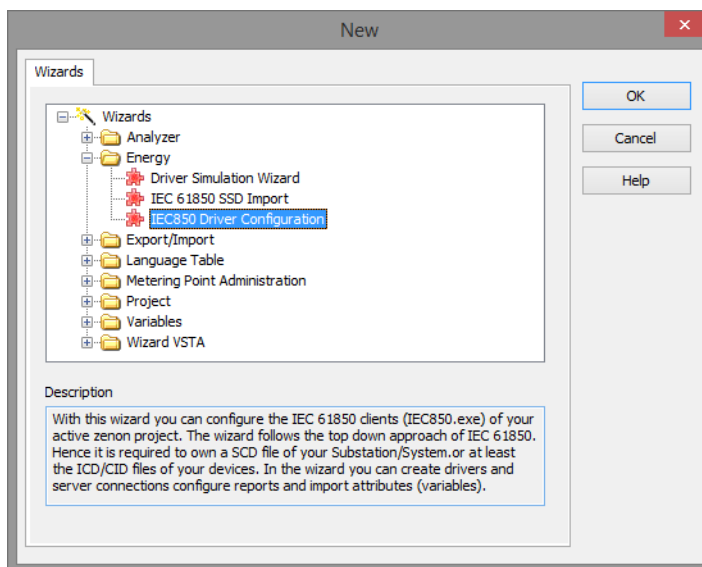 New
Wizards
OK
Cancel
Help
Wizards
Analyzer
Energy
Driver Simulation Wizard
IEC 61850 SSD Import
IEC850 Driver Configuration
Export/Import
Language Table
Metering Point Administration
Project
Variables
Wizard VSTA
Description
With this wizard you can configure the IEC 61850 clients (IEC850.exe) of your
active zenon project. The wizard follows the top down approach of IEC 61850.
Hence it is required to own a SCD file of your Substation/System.or at least
the ICD/CID files of your devices. In the wizard you can create drivers and
server connections configure reports and import attributes (variables).